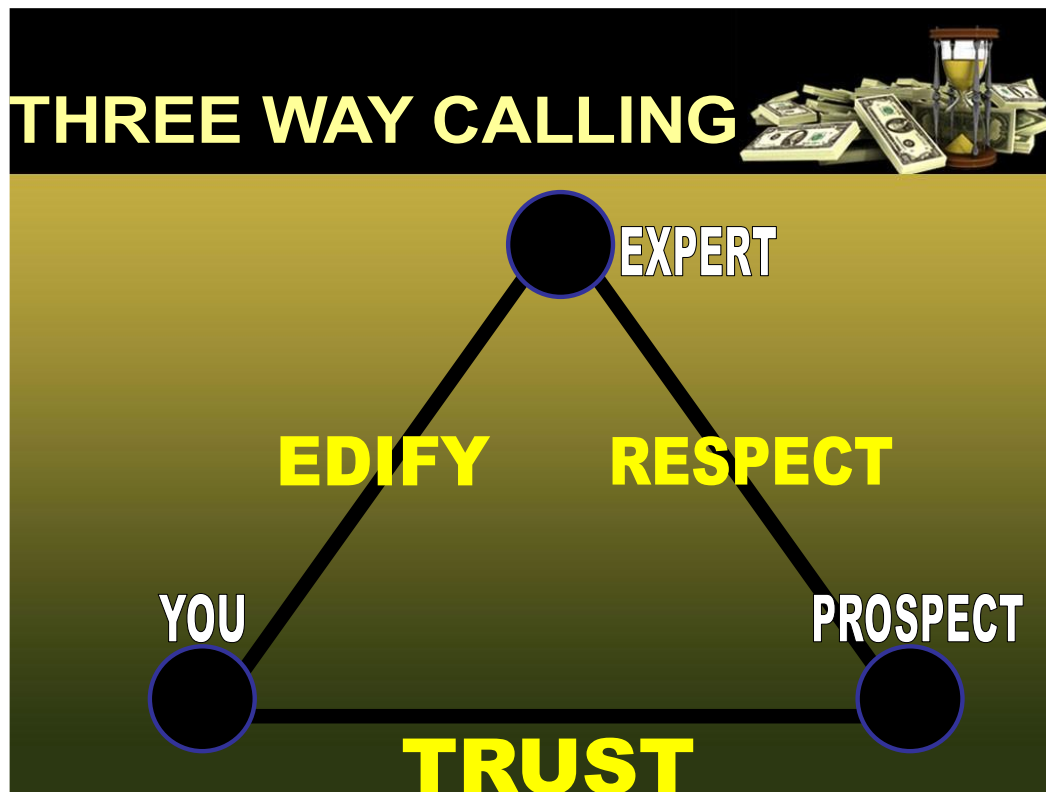 THREE WAY CALLING
EXPERT
EDIFY
RESPECT
YOU
PROSPECT
TRUST